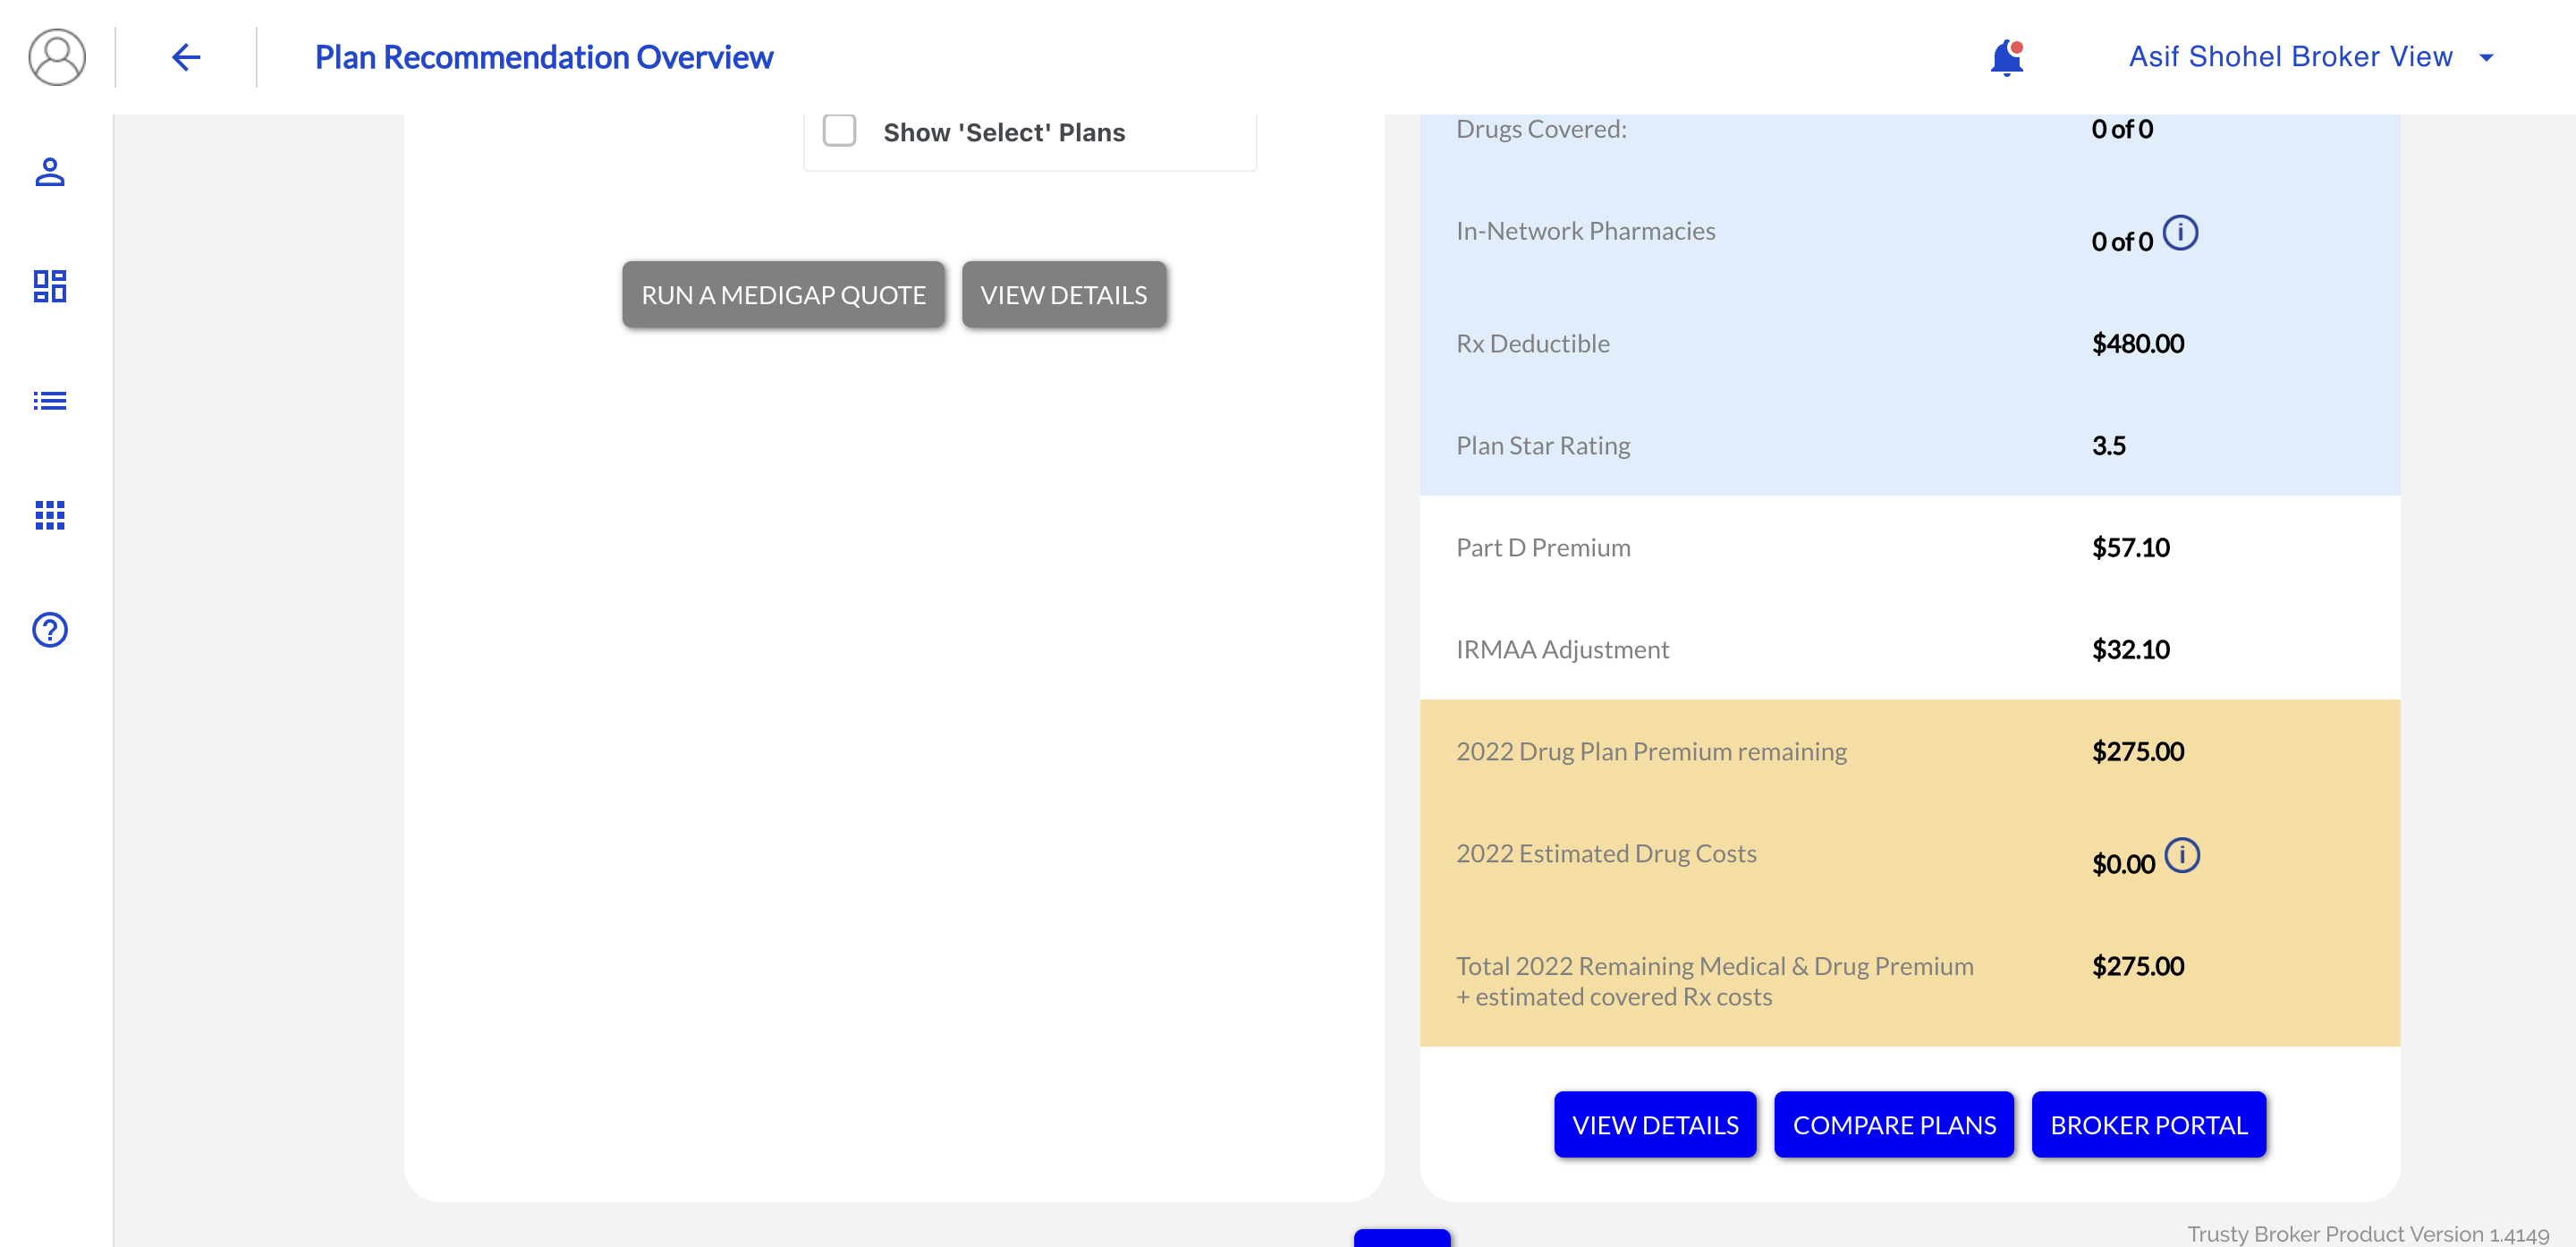 Plan Recommendation Overview
Asif Shohel Broker View
Show 'Select' Plans
RUN A MEDIGAP QUOTE
VIEW DETAILS
Drugs Covered:
0 of 0
In-Network Pharmacies
0 of 0
Rx Deductible
$480.00
Plan Star Rating
3.5
Part D Premium
$57.10
IRMAA Adjustment
$32.10
2022 Drug Plan Premium remaining
$275.00
2022 Estimated Drug Costs
$0.00
Total 2022 Remaining Medical & Drug Premium
+ estimated covered Rx costs
$275.00
VIEW DETAILS
COMPARE PLANS
BROKER PORTAL
Trusty Broker Product Version 1.4149